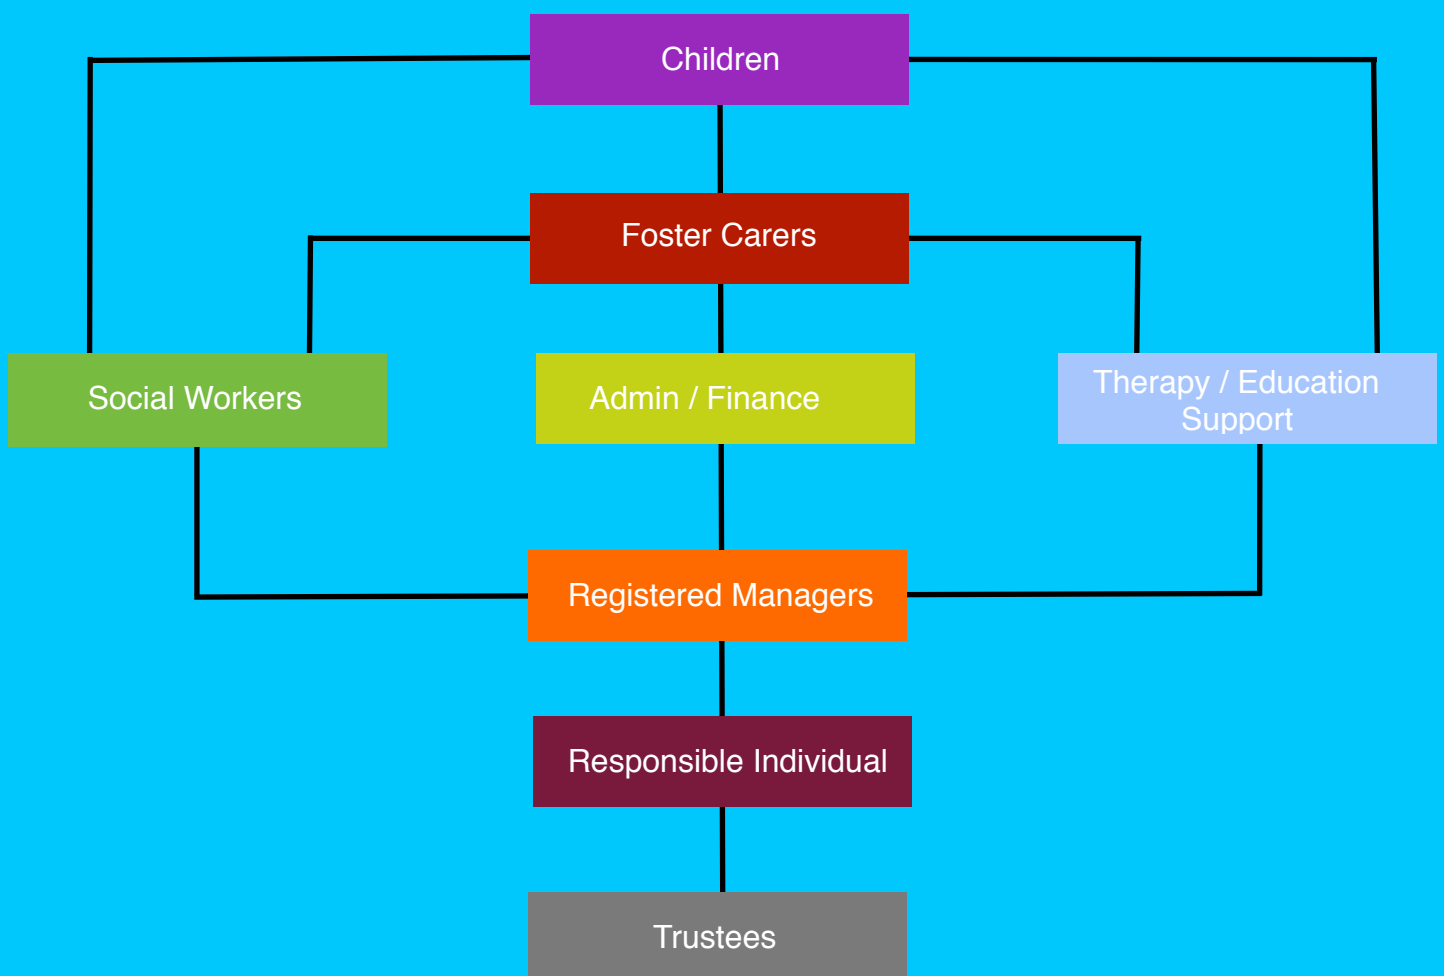 Children
Foster Carers
Social Workers
Admin / Finance
Therapy / Education
Support
Registered Managers
Responsible Individual
Trustees